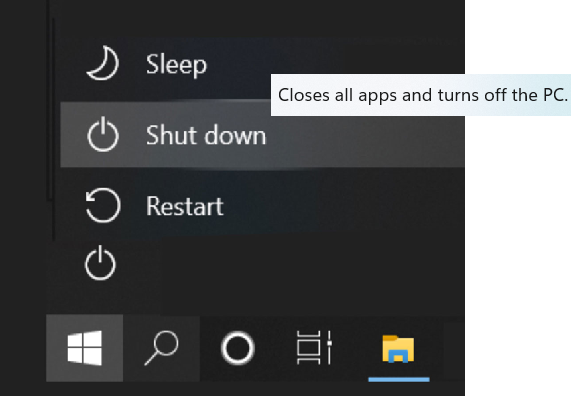 Sleep
Closes all apps and turns off the PC.
Shut down
Restart